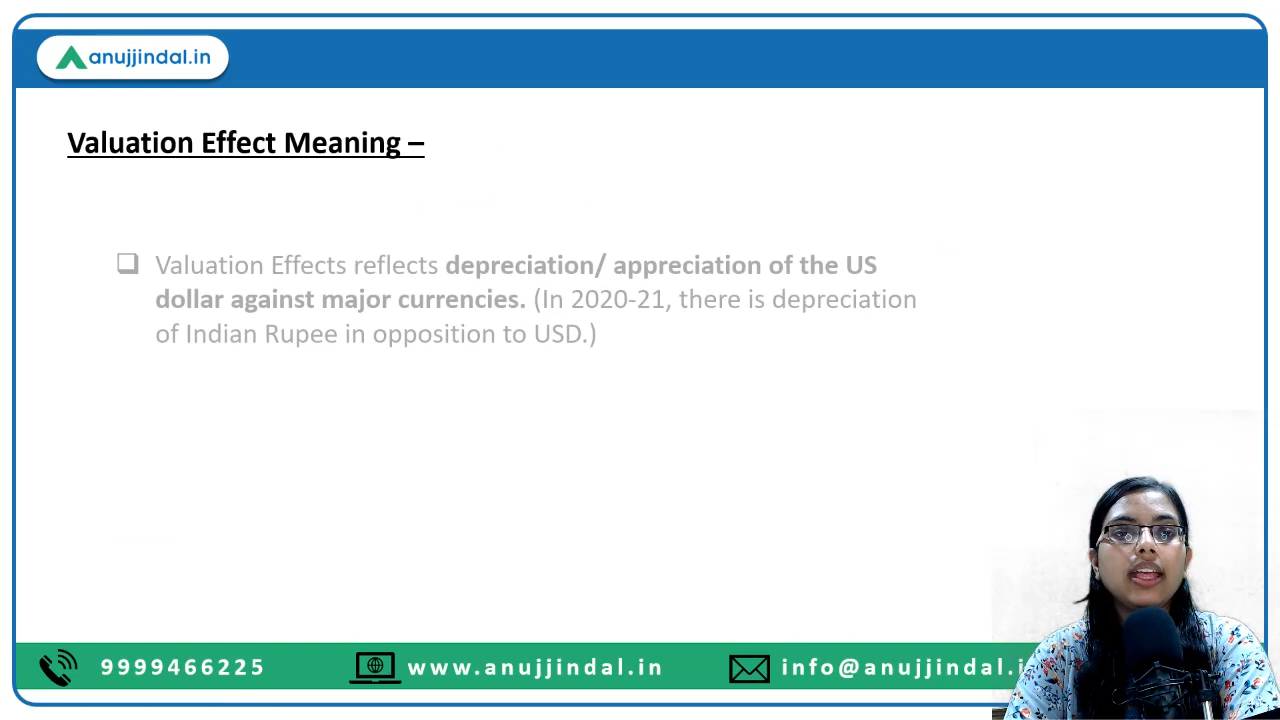 anujjindal.in
Valuation Effect Meaning –
Valuation Effects reflects depreciation/ appreciation of the US
dollar against major currencies. (In 2020-21, there is depreciation
of Indian Rupee in opposition to USD.)
9999466225
www.anujjindal.in
info@anujjindal.i